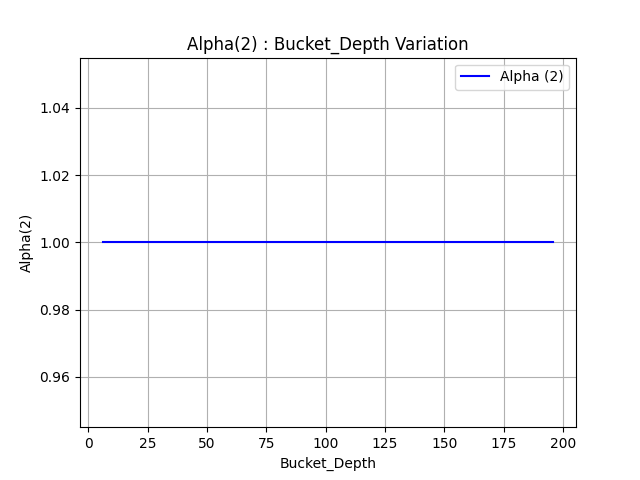 Alpha(2) : Bucket_Depth Variation
Alpha (2)
1.04
1.02
1.00
0.98
0.96
Alpha(2)
0 25 50 75 100 125 150 175 200
Bucket_Depth